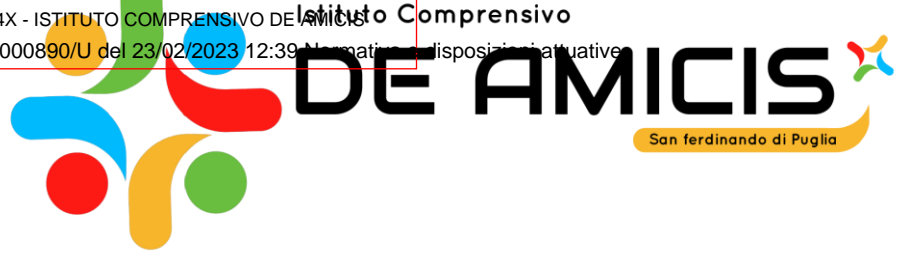 4X - ISTITUTO COMPRENSIVO DE AMICIS
Istituto Comprensivo
000890/U del 23/02/2023 12:39 Normativa e disposizioni attuative
DE AMICIS
San ferdinando di Puglia